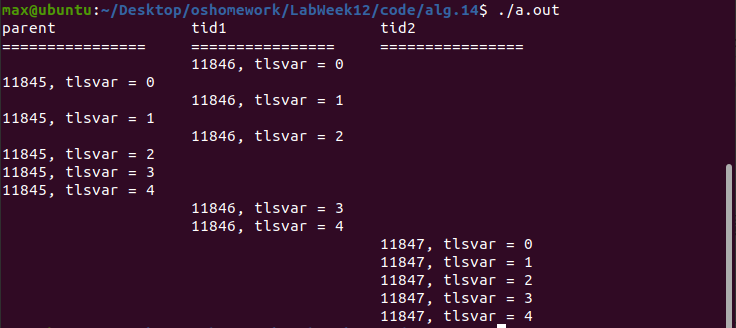 max@ubuntu:~/Desktop/oshomework/LabWeek12/code/alg.14$ ./a.out
parent tid1 tid2
================ ================ ================
11846, tlsvar = 0
11845, tlsvar = 0
11846, tlsvar = 1
11845, tlsvar = 1
11846, tlsvar = 2
11845, tlsvar = 2
11845, tlsvar = 3
11845, tlsvar = 4
11846, tlsvar = 3
11846, tlsvar = 4
11847, tlsvar = 0
11847, tlsvar = 1
11847, tlsvar = 2
11847, tlsvar = 3
11847, tlsvar = 4